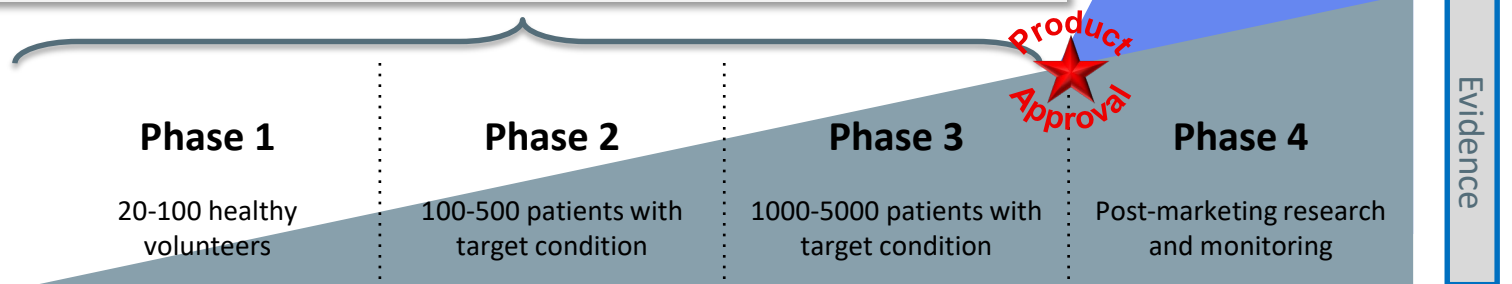 Product
Approval
Phase 1
20-100 healthy
volunteers
Phase 2
100-500 patients with
target condition
Phase 3
1000-5000 patients with
target condition
Phase 4
Post-marketing research
and monitoring
Evidence